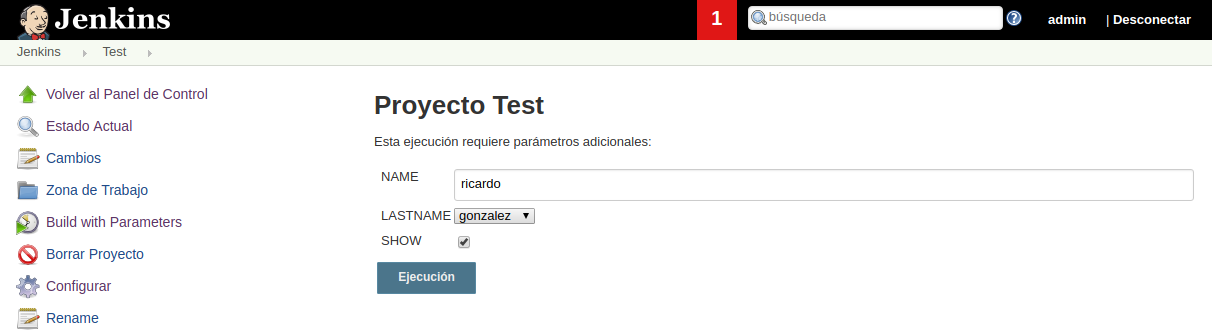 Jenkins
1
búsqueda
admin
| Desconectar
Jenkins Test
Volver al Panel de Control
Estado Actual
Cambios
Zona de Trabajo
Build with Parameters
Borrar Proyecto
Configurar
Rename
Proyecto Test
Esta ejecución requiere parámetros adicionales:
NAME ricardo
LASTNAME gonzalez
SHOW
Ejecución